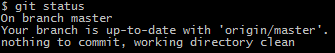 $ git status
On branch master
Your branch is up-to-date with 'origin/master'.
nothing to commit, working directory clean